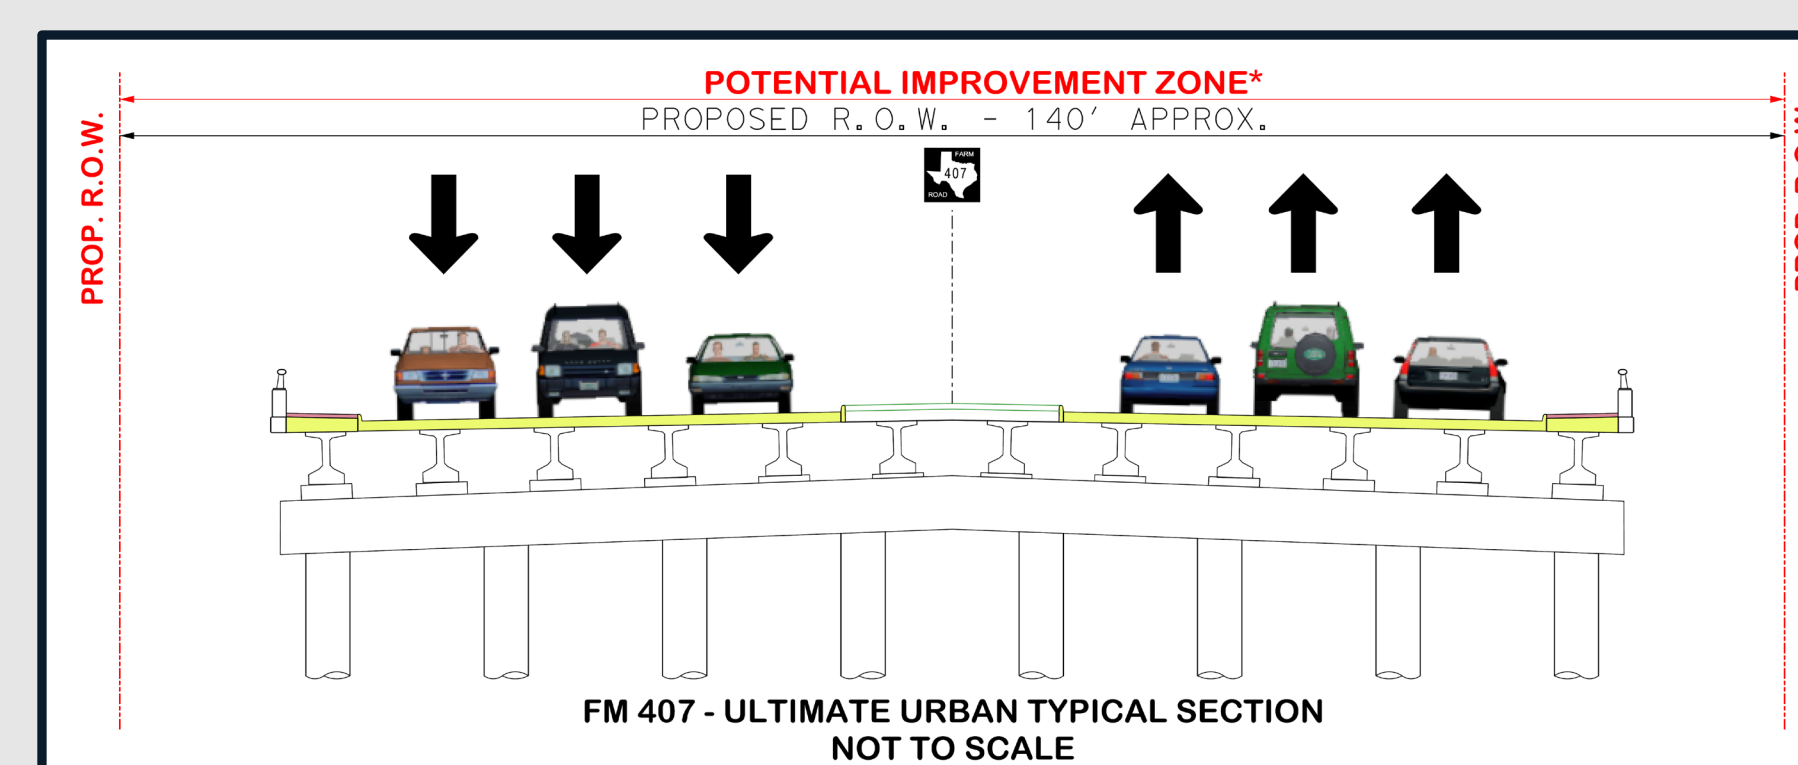 POTENTIAL IMPROVEMENT ZONE*
PROPOSED R.O.W. - 140' APPROX.
PROP. R.O.W.
FARM
407
ROAD
FM 407 - ULTIMATE URBAN TYPICAL SECTION
NOT TO SCALE